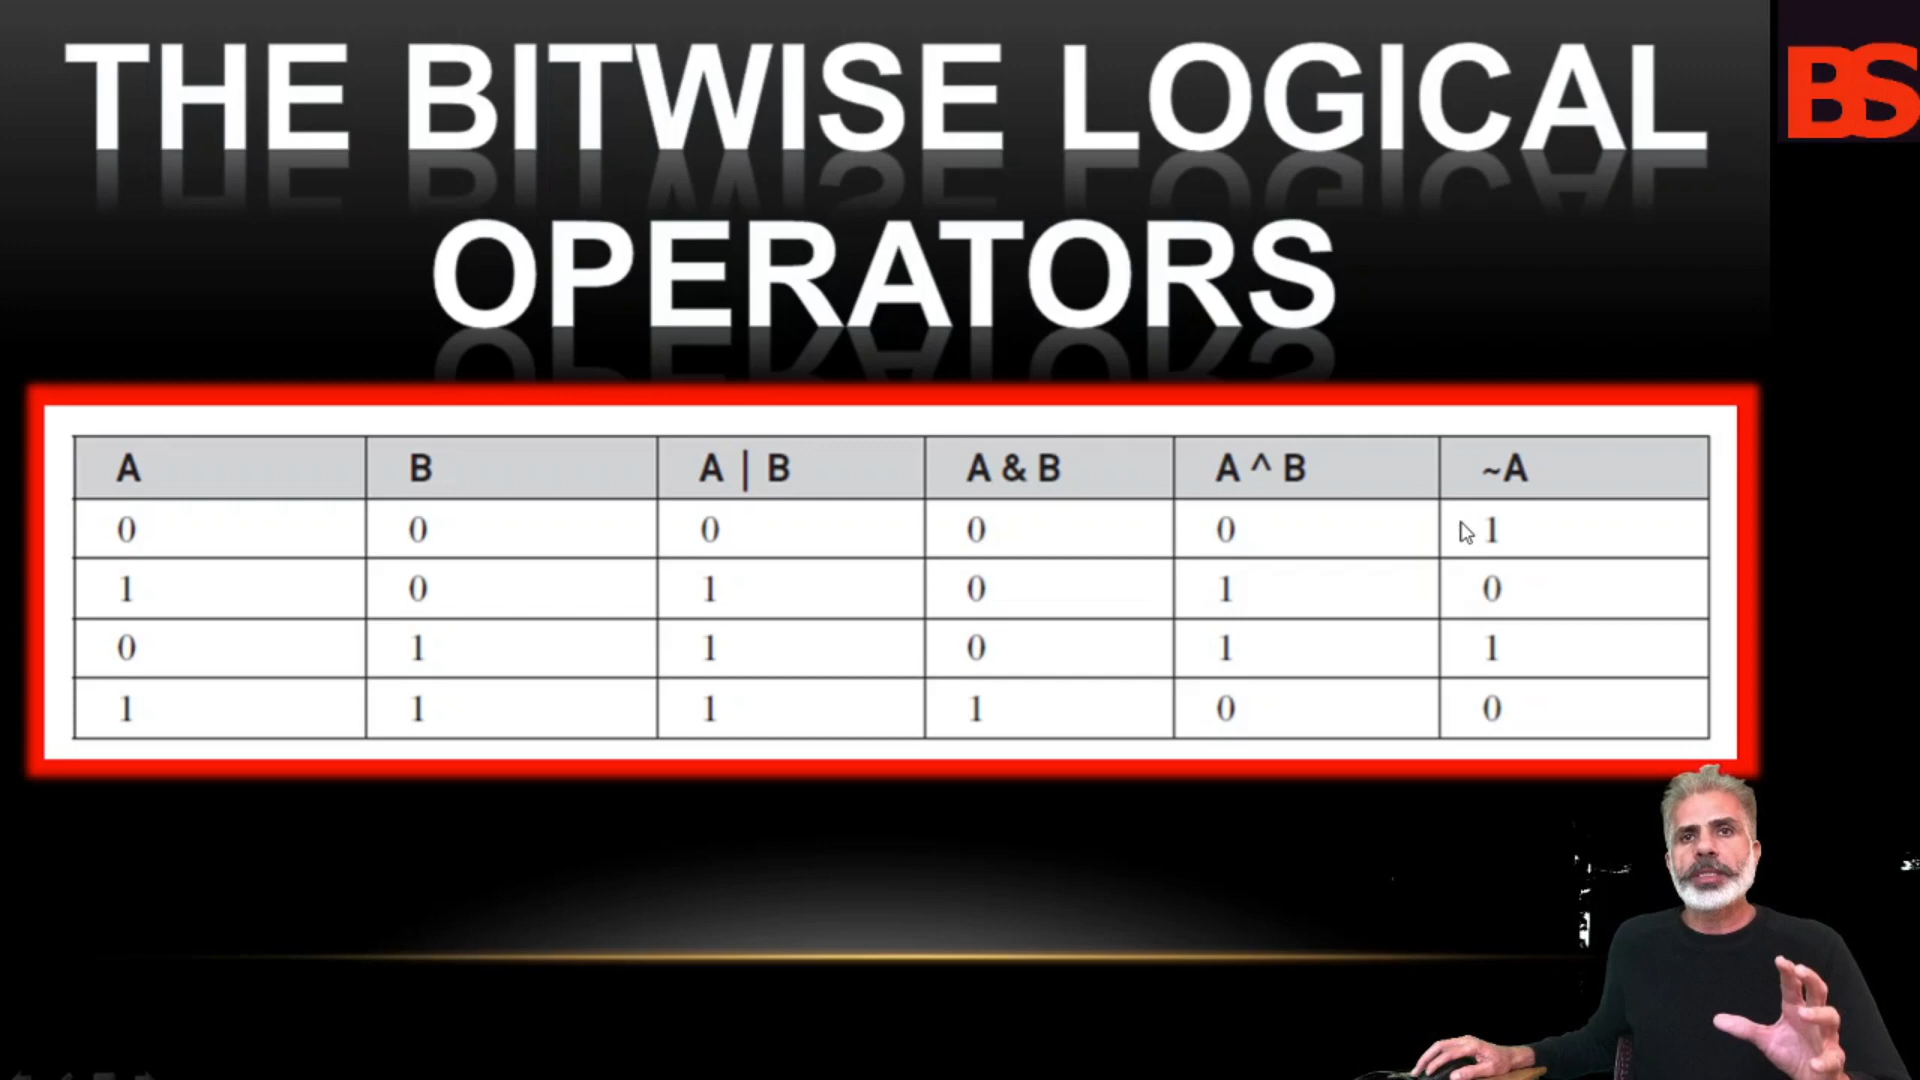 THE BITWISE LOGICAL
OPERATORS
BS
A B A | B A & B A ^ B ~A
0 0 0 0 0 1
1 0 1 0 1 0
0 1 1 0 1 1
1 1 1 1 0 0